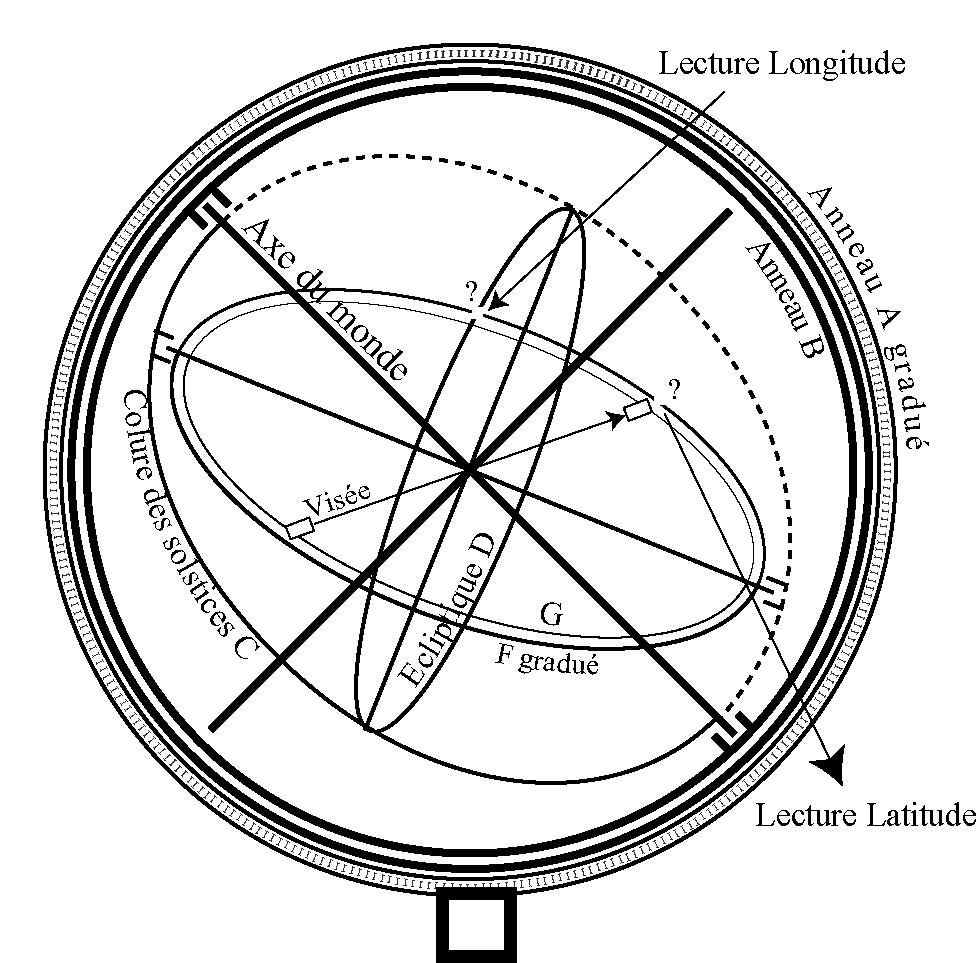 Lecture Longitude
Anneau A gradué
Anneau B
Axe du monde
?
?
Colure des solstices C
Visée
Ecliptique D
G
F gradué
Lecture Latitude